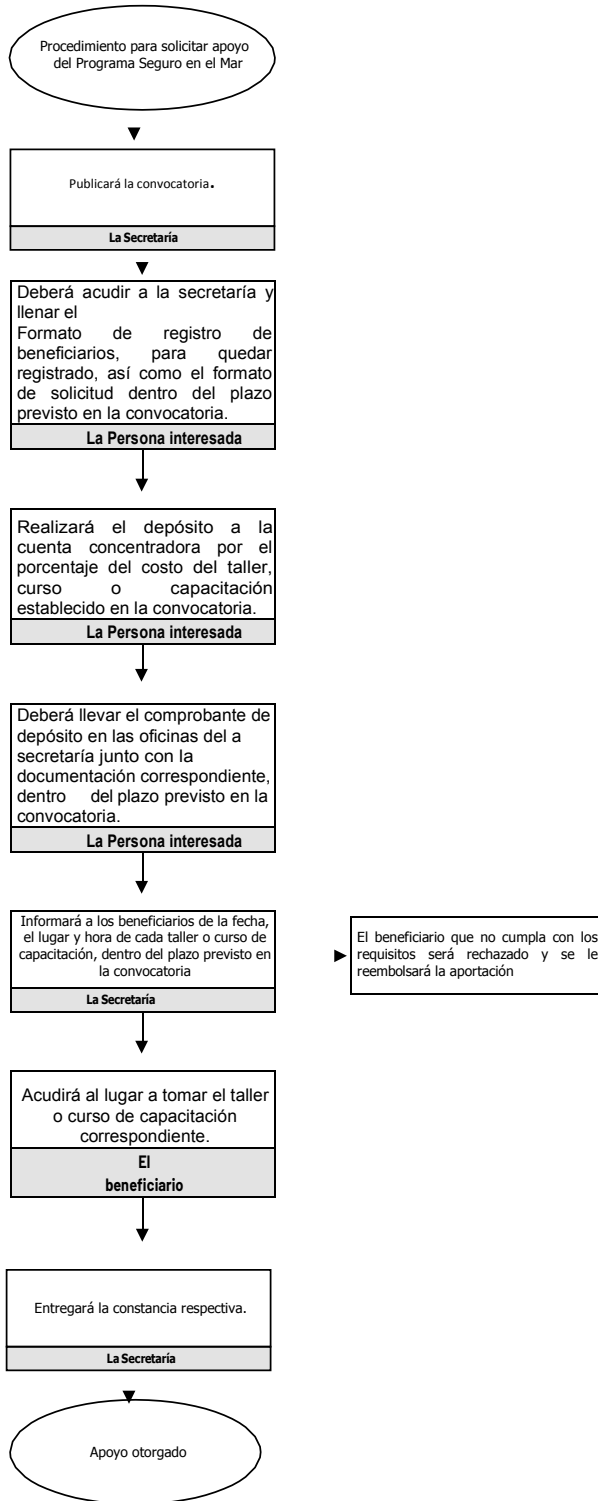 Procedimiento para solicitar apoyo
del Programa Seguro en el Mar
Publicará la convocatoria.
La Secretaría
Deberá acudir a la secretaría y
llenar el
Formato de registro de
beneficiarios, para quedar
registrado, así como el formato
de solicitud dentro del plazo
previsto en la convocatoria.
La Persona interesada
Realizará el depósito a la
cuenta concentradora por el
porcentaje del costo del taller,
curso o capacitación
establecido en la convocatoria.
La Persona interesada
Deberá llevar el comprobante de
depósito en las oficinas del a
secretaría junto con la
documentación correspondiente,
dentro del plazo previsto en la
convocatoria.
La Persona interesada
Informará a los beneficiarios de la fecha,
el lugar y hora de cada taller o curso de
capacitación, dentro del plazo previsto en
la convocatoria
La Secretaría
El beneficiario que no cumpla con los
requisitos será rechazado y se le
reembolsará la aportación
Acudirá al lugar a tomar el taller
o curso de capacitación
correspondiente.
El
beneficiario
Entregará la constancia respectiva.
La Secretaría
Apoyo otorgado